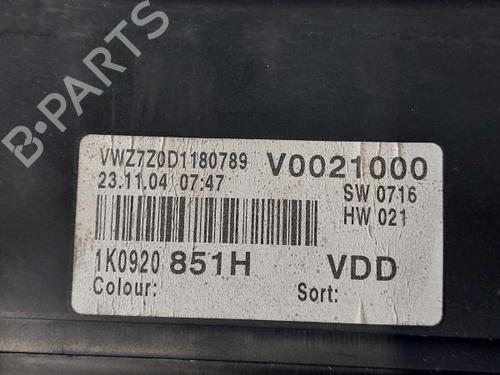 B-PARTS
VWZ7Z0D1180789 V0021000
23.11.04 07:47 SW 0716
HW 021
1K0920 851H VDD
Colour: Sort: